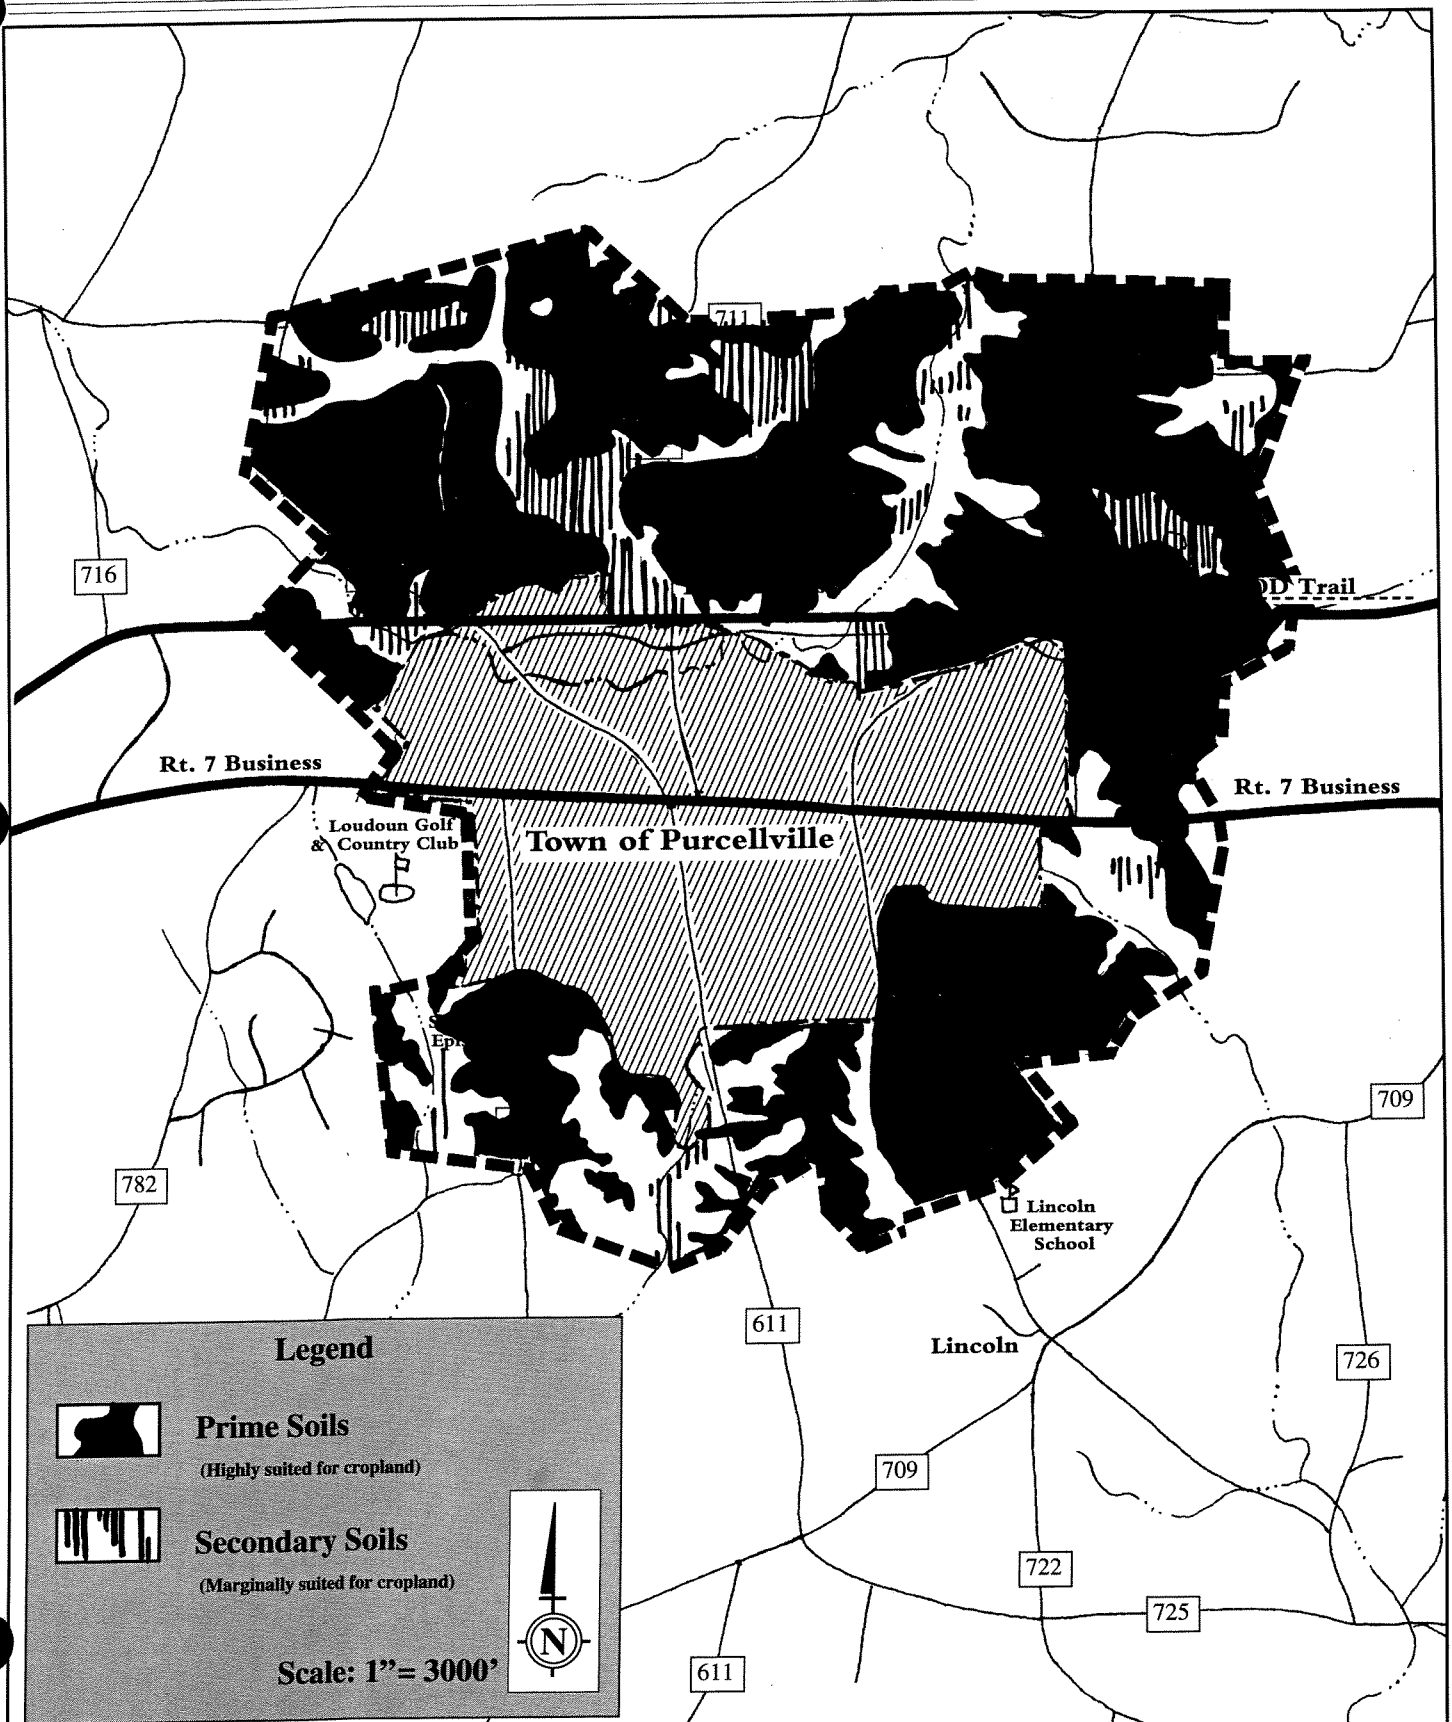 711
716
Trail
Rt. 7 Business
Rt. 7 Business
Loudoun Golf
& Country Club
Town of Purcellville
709
782
Lincoln
Elementary
School
611
Lincoln
726
709
722
725
611
Legend
Prime Soils
(Highly suited for cropland)
Secondary Soils
(Marginally suited for cropland)
N
Scale: 1”= 3000’